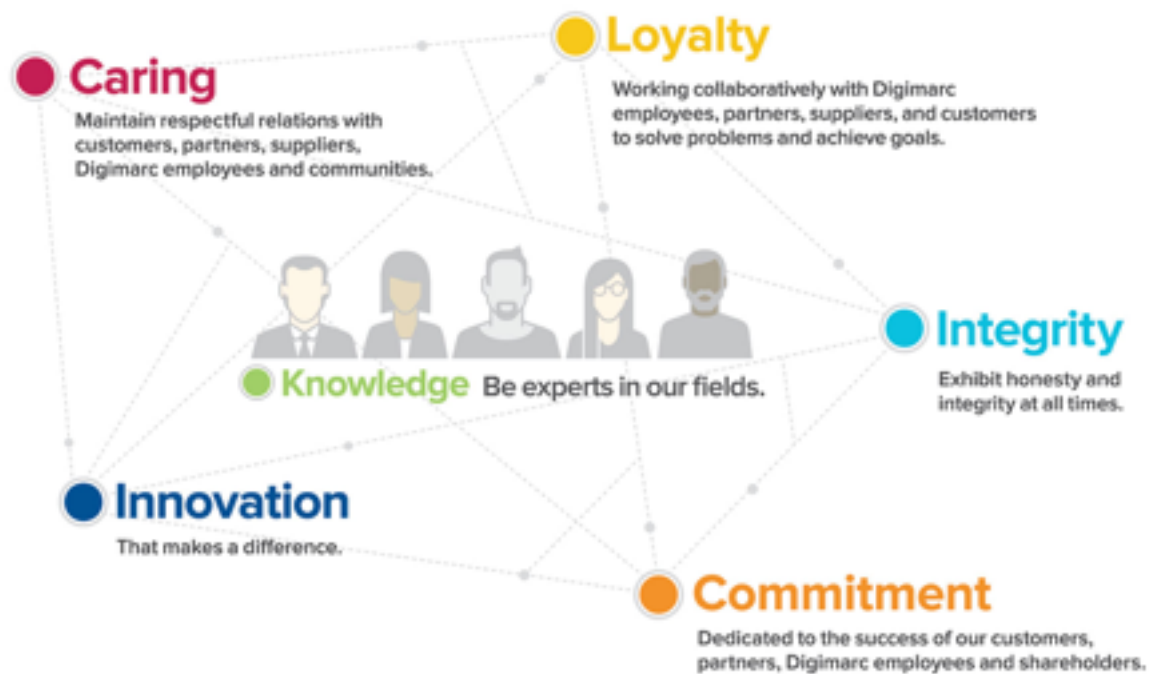 Loyalty
Working collaboratively with Digimarc
employees, partners, suppliers, and customers
to solve problems and achieve goals.
Caring
Maintain respectful relations with
customers, partners, suppliers,
Digimarc employees and communities.
Integrity
Exhibit honesty and
integrity at all times.
Knowledge Be experts in our fields.
Innovation
That makes a difference.
Commitment
Dedicated to the success of our customers,
partners, Digimarc employees and shareholders.